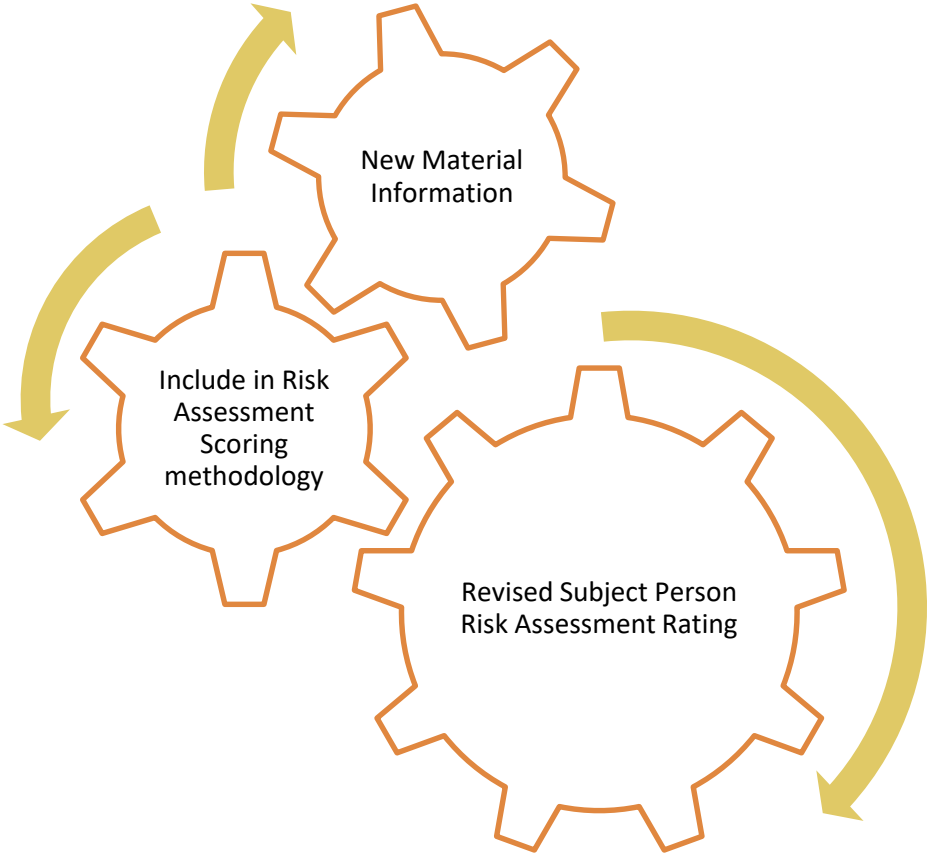 New Material
Information
Include in Risk
Assessment
Scoring
methodology
Revised Subject Person
Risk Assessment Rating